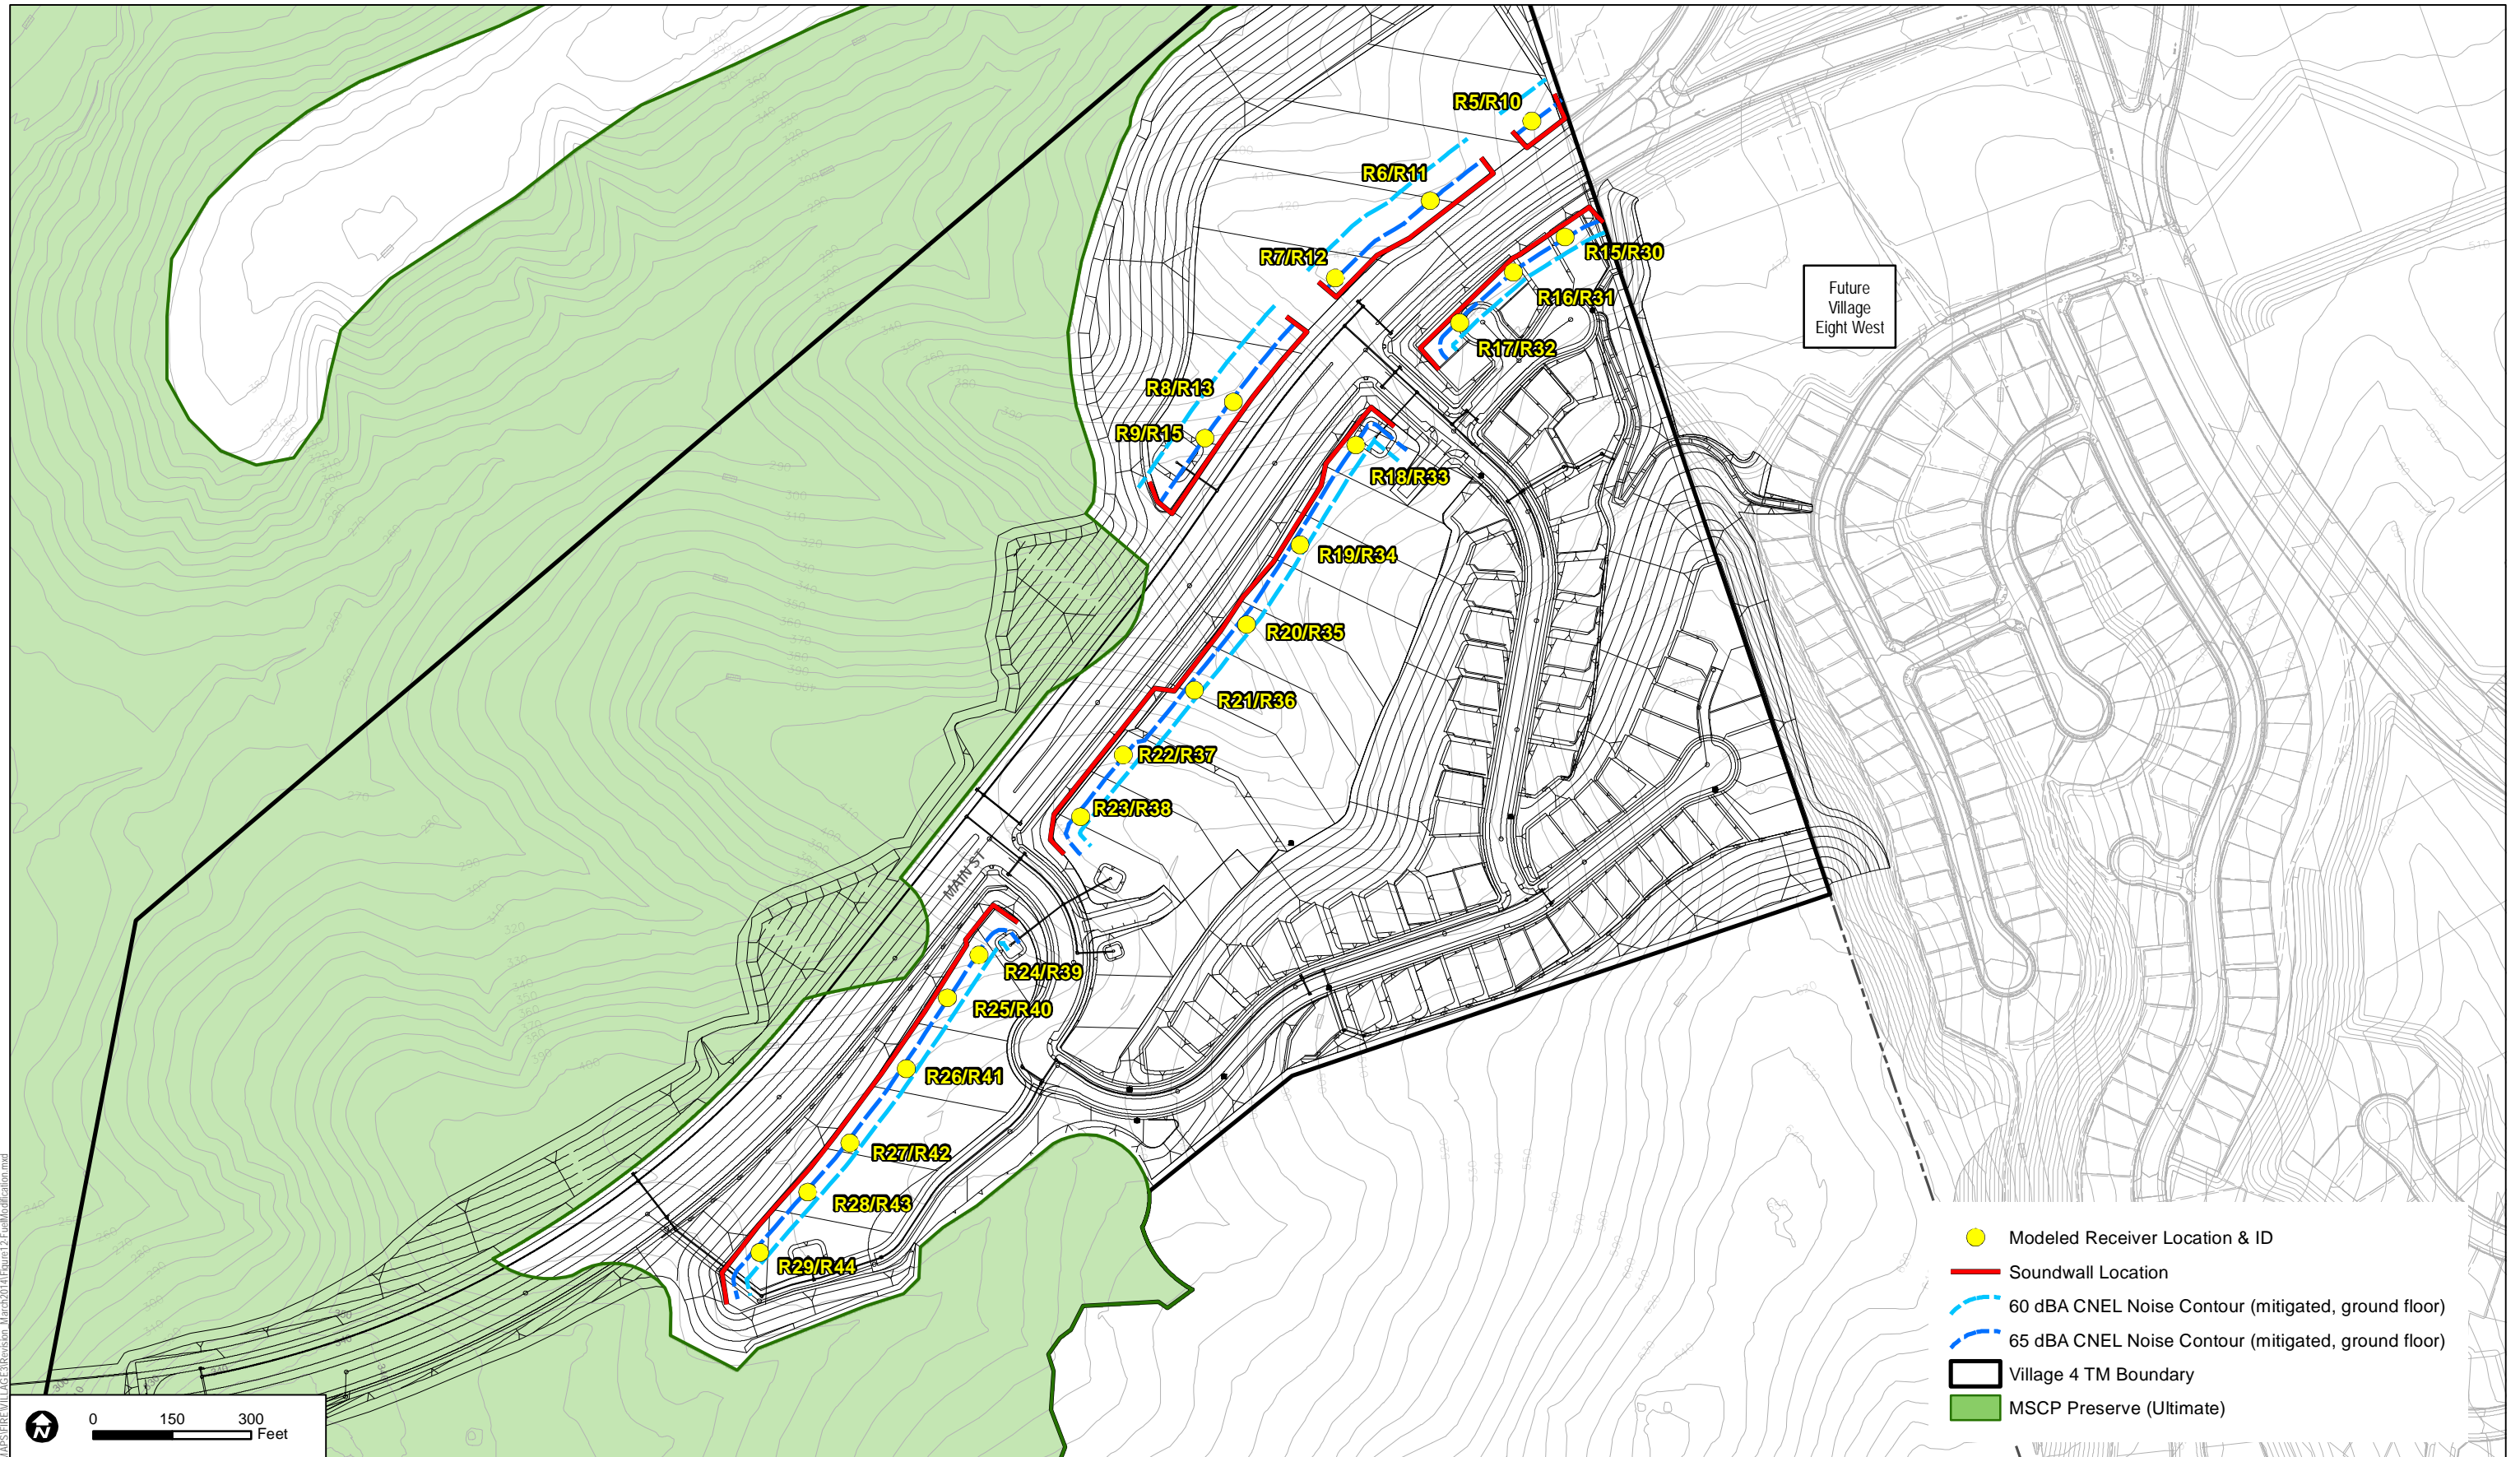 R5/R10
R6/R11
R7/R12
R15/R30
R16/R31
R17/R32
R8/R13
R9/R15
R18/R33
R19/R34
R20/R35
R21/R36
R22/R37
R23/R38
R24/R39
R25/R40
R26/R41
R27/R42
R28/R43
R29/R44
MAIN ST
Future
Village
Eight West
Modeled Receiver Location & ID
Soundwall Location
60 dBA CNEL Noise Contour (mitigated, ground floor)
65 dBA CNEL Noise Contour (mitigated, ground floor)
Village 4 TM Boundary
MSCP Preserve (Ultimate)
N
0 150 300
Feet